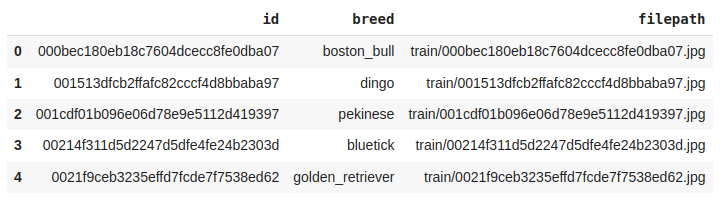 id breed filepath
0 000bec180eb18c7604dcecc8fe0dba07 boston_bull train/000bec180eb18c7604dcecc8fe0dba07.jpg
1 001513dfcb2ffafc82cccf4d8bbaba97 dingo train/001513dfcb2ffafc82cccf4d8bbaba97.jpg
2 001cdf01b096e06d78e9e5112d419397 pekinese train/001cdf01b096e06d78e9e5112d419397.jpg
3 00214f311d5d2247d5dfe4fe24b2303d bluetick train/00214f311d5d2247d5dfe4fe24b2303d.jpg
4 0021f9ceb3235effd7fcde7f7538ed62 golden_retriever train/0021f9ceb3235effd7fcde7f7538ed62.jpg